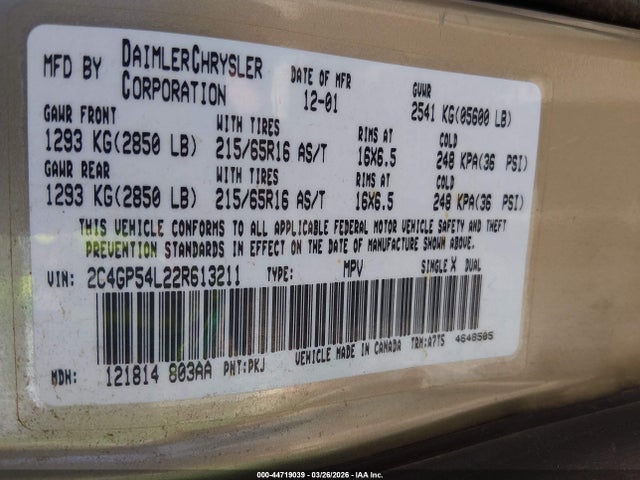 MFD BY DAIMLERCHRYSLER CORPORATION DATE OF MFR 12-01 GVWR 2541 KG(05600 LB)
GAWR FRONT WITH TIRES RIMS AT COLD
1293 KG(2850 LB) 215/65R16 AS/T 16X6.5 248 KPA(36 PSI)
GAWR REAR WITH TIRES RIMS AT COLD
1293 KG(2850 LB) 215/65R16 AS/T 16X6.5 248 KPA(36 PSI)
THIS VEHICLE CONFORMS TO ALL APPLICABLE FEDERAL MOTOR VEHICLE SAFETY AND THEFT
PREVENTION STANDARDS IN EFFECT ON THE DATE OF MANUFACTURE SHOWN ABOVE.
VIN: 2C4GP54L22R613211 TYPE: MPV SINGLE X DUAL
VEHICLE MADE IN CANADA TRM:A7T5 4648505
MDH: 121814 803AA PNT:PKJ
000-44719039 | 03/26/2026 | IAA Inc.